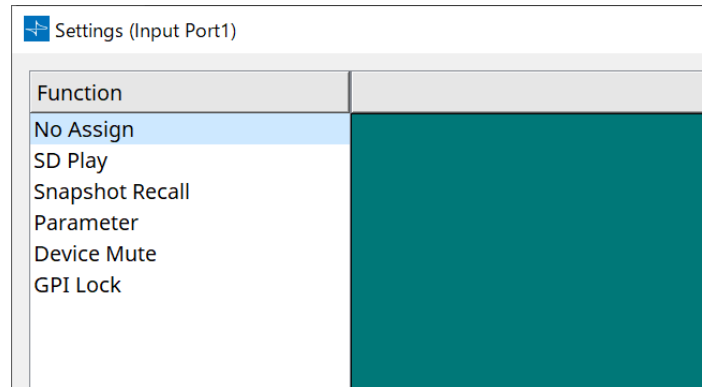 Settings (Input Port1)
Function
No Assign
SD Play
Snapshot Recall
Parameter
Device Mute
GPI Lock